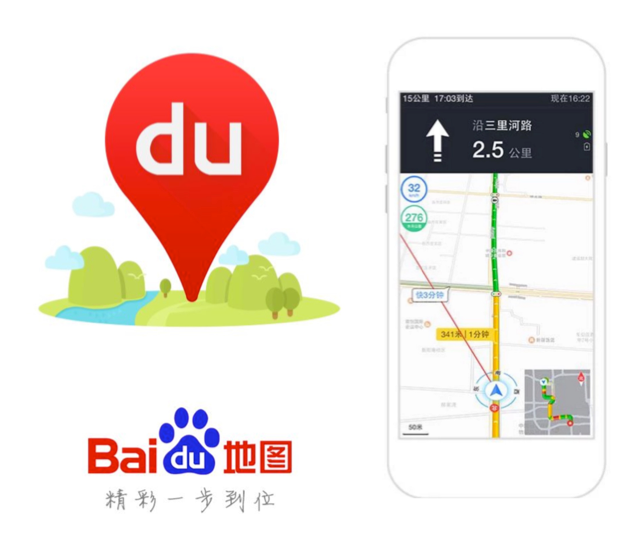 du
Bai du 地图
精彩一步到位
15公里 17:03到达 现在16:22
沿三里河路
2.5 公里
9
32
276
快3分钟
341米 1分钟
50米